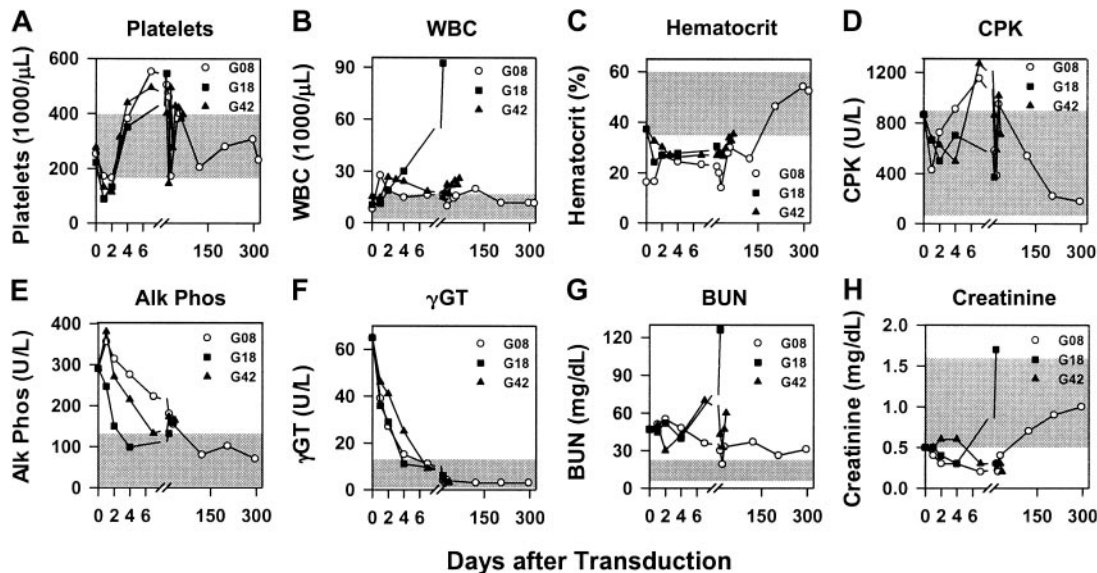 A Platelets
Platelets (1000/μL)
600
400
200
0
G08
G18
G42
0 2 4 6 150 300
B WBC
WBC (1000/μL)
90
60
30
0
G08
G18
G42
0 2 4 6 150 300
C Hematocrit
Hematocrit (%)
60
40
20
0
G08
G18
G42
0 2 4 6 150 300
D CPK
CPK (U/L)
1200
800
400
0
G08
G18
G42
0 2 4 6 150 300
E Alk Phos
Alk Phos (U/L)
400
300
200
100
0
G08
G18
G42
0 2 4 6 150 300
F γGT
γGT (U/L)
60
40
20
0
G08
G18
G42
0 2 4 6 150 300
G BUN
BUN (mg/dL)
120
90
60
30
0
G08
G18
G42
0 2 4 6 150 300
H Creatinine
Creatinine (mg/dL)
2.0
1.5
1.0
0.5
0.0
G08
G18
G42
0 2 4 6 150 300
Days after Transduction